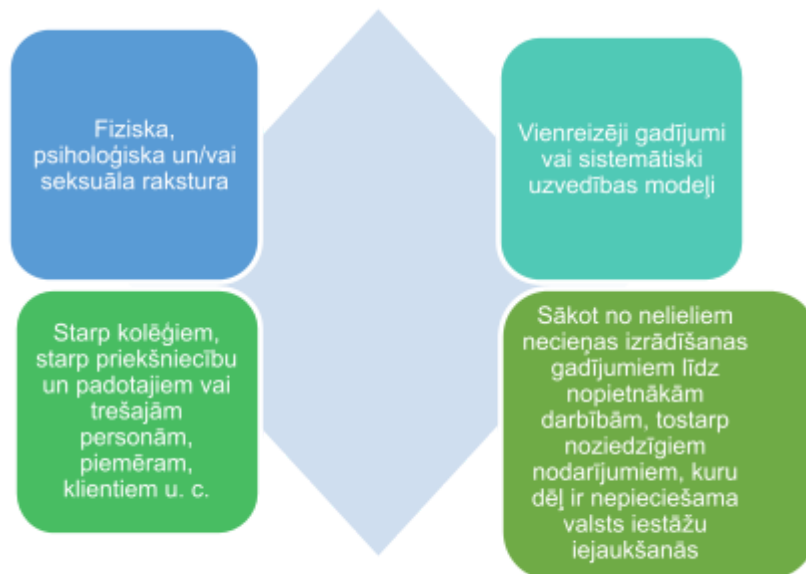 Fiziska,
psiholoģiska un/vai
seksuāla rakstura
Vienreizēji gadījumi
vai sistemātiski
uzvedības modeļi
Starp kolēģiem,
starp priekšniecību
un padotajiem vai
trešajām
personām,
piemēram,
klientiem u. c.
Sākot no nelieliem
necieņas izrādīšanas
gadījumiem līdz
nopietnākām
darbībām, tostarp
noziedzīgiem
nodarījumiem, kuru
dēļ ir nepieciešama
valsts iestāžu
iejaukšanās